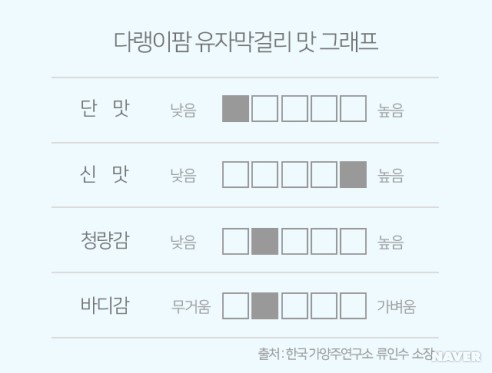 다랭이팜 유자막걸리 맛 그래프
단 맛 낮음 높음
신 맛 낮음 높음
청량감 낮음 높음
바디감 무거움 가벼움
출처 : 한국가양주연구소 류인수 소장
NAVER